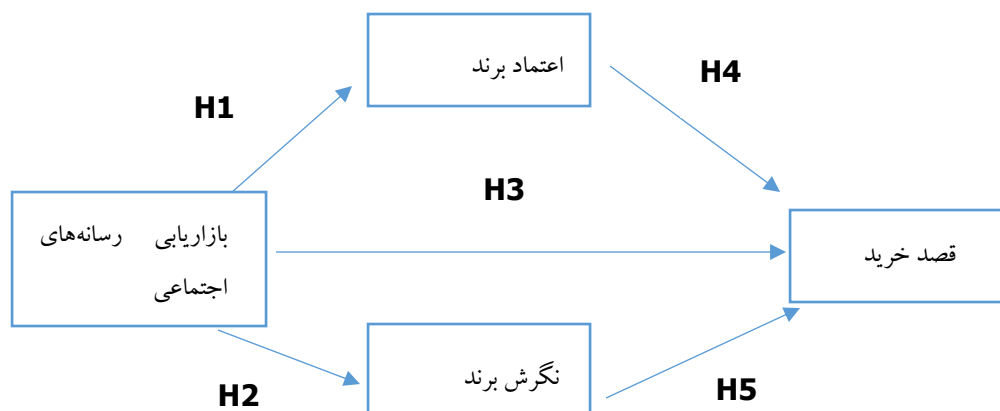 اعتماد برند
H4
H1
H3
بازاریابی رسانه‌های
اجتماعی
قصد خرید
نگرش برند
H2
H5